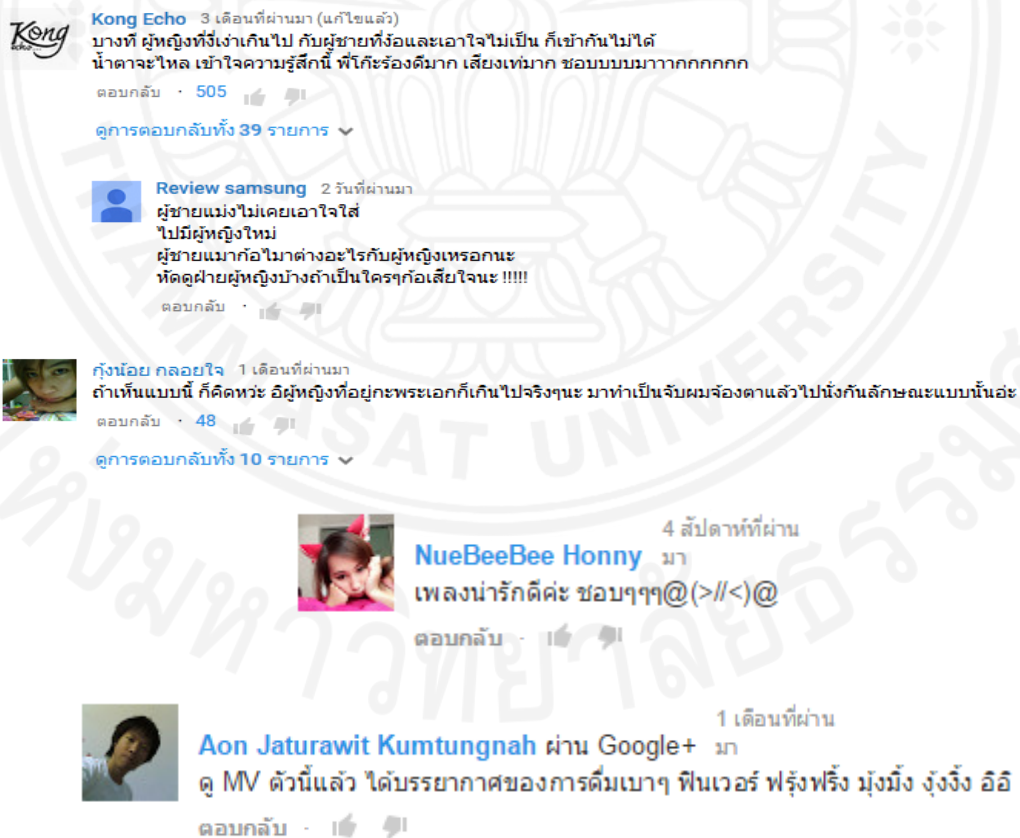 Kong Echo 3 เดือนที่ผ่านมา (แก้ไขแล้ว)
Kong
echo...
บางที ผู้หญิงที่งี่เง่าเกินไป กับผู้ชายที่ง้อและเอาใจไม่เป็น ก็เข้ากันไม่ได้
น้ำตาจะไหล เข้าใจความรู้สึกนี้ พี่โก๊ะร้องดีมาก เสียงเท่มาก ชอบบบบมาาากกกกกก
ตอบกลับ · 505
ดูการตอบกลับทั้ง 39 รายการ
Review samsung 2 วันที่ผ่านมา
ผู้ชายแม่งไม่เคยเอาใจใส่
ไปมีผู้หญิงใหม่
ผู้ชายแมาก้อไมาต่างอะไรกับผู้หญิงเหรอกนะ
หัดดูฝ่ายผู้หญิงบ้างถ้าเป็นใครๆก้อเสียใจนะ !!!!!
ตอบกลับ ·
กุ้งน้อย กลอยใจ 1 เดือนที่ผ่านมา
ถ้าเห็นแบบนี้ ก็คิดหว่ะ อิผู้หญิงที่อยู่กะพระเอกก็เกินไปจริงๆนะ มาทำเป็นจับผมจ้องตาแล้วไปนั่งกันลักษณะแบบนั้นอ่ะ
ตอบกลับ · 48
ดูการตอบกลับทั้ง 10 รายการ
NueBeeBee Honny 4 สัปดาห์ที่ผ่าน
มา
เพลงน่ารักดีค่ะ ชอบๆๆๆ@(>//<)@
ตอบกลับ ·
Aon Jaturawit Kumtungnah ผ่าน Google+ 1 เดือนที่ผ่าน
มา
ดู MV ตัวนี้แล้ว ได้บรรยากาศของการดื่มเบาๆ ฟินเวอร์ ฟรุ้งฟริ้ง มุ้งมิ้ง งุ้งงิ้ง อิอิ
ตอบกลับ ·
THAMMASAT UNIVERSITY